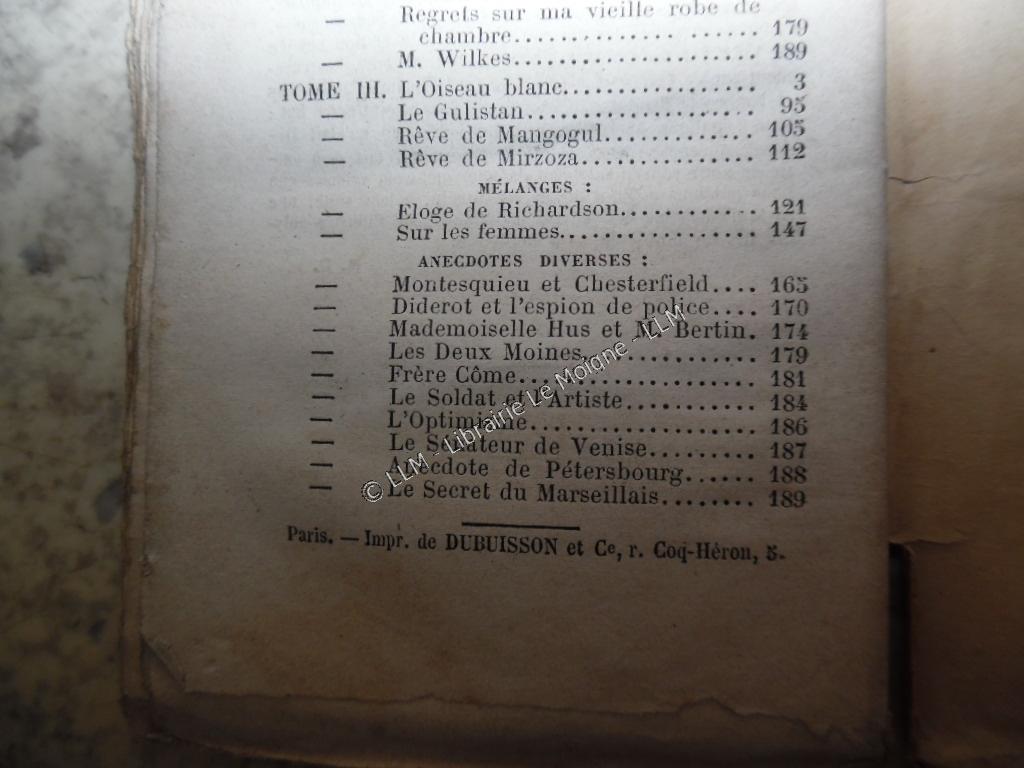 Regrets sur ma vieille robe de
chambre.............. ...... 179
— M. Wilkes..................... 189
TOME III. L'Oiseau blanc................. 3
— Le Gulistan..................... 95
— Rêve de Mangogul............. 105
— Rêve de Mirzoza............... 112
MÉLANGES :
— Eloge de Richardson............ 121
— Sur les femmes................. 147
ANECDOTES DIVERSES :
— Montesquieu et Chesterfield.... 165
— Diderot et l'espion de police.... 170
— Mademoiselle Hus et M. Bertin. 174
— Les Deux Moines............... 179
— Frère Côme..................... 181
— Le Soldat et l'Artiste........... 184
— L'Optimisme................... 186
— Le Sénateur de Venise......... 187
— Anecdote de Pétersbourg...... 188
— Le Secret du Marseillais........ 189
Paris. — Impr. de DUBUISSON et Ce, r. Coq-Héron, 5.
© LLM - Librairie Le Moigne - LLM